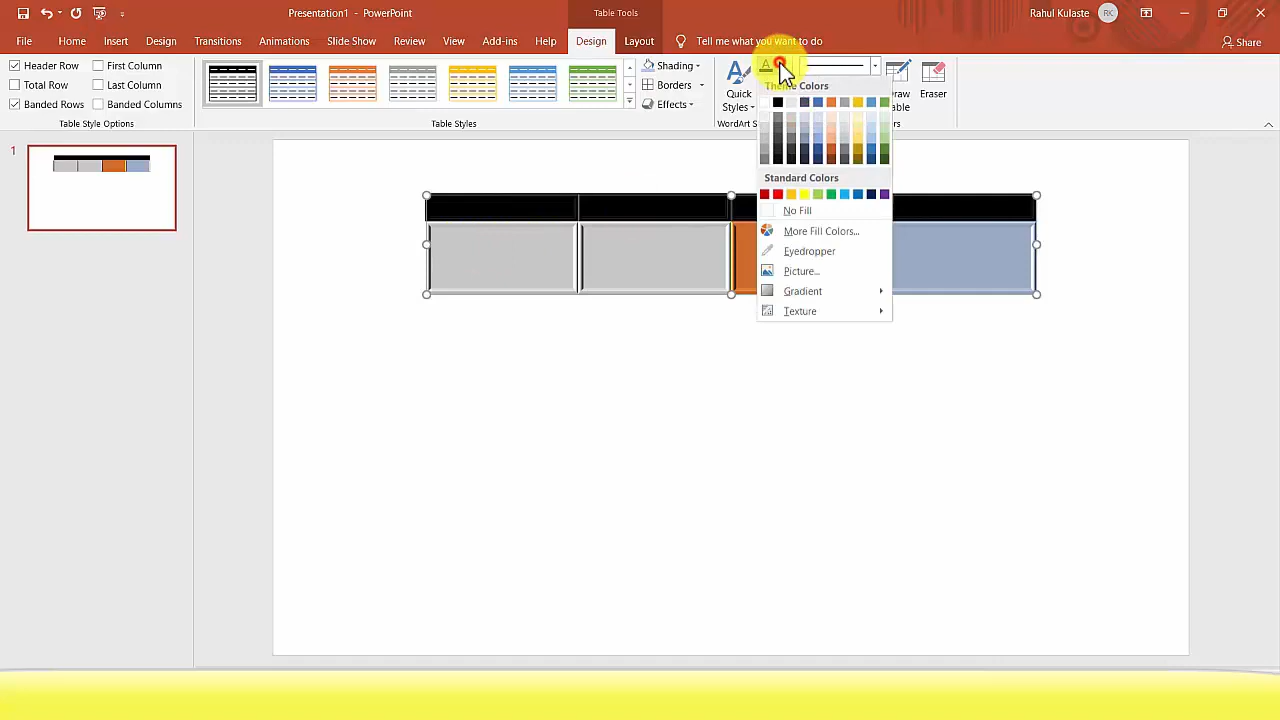 Presentation1 - PowerPoint
Table Tools
Rahul Kulaste
RK
File
Home
Insert
Design
Transitions
Animations
Slide Show
Review
View
Add-ins
Help
Design
Layout
Tell me what you want to do
Share
Header Row
First Column
Total Row
Last Column
Banded Rows
Banded Columns
Table Style Options
Table Styles
Shading
Borders
Effects
A
Quick
Styles
WordArt
A
Eraser
Colors
Standard Colors
No Fill
More Fill Colors...
Eyedropper
Picture...
Gradient
Texture
1